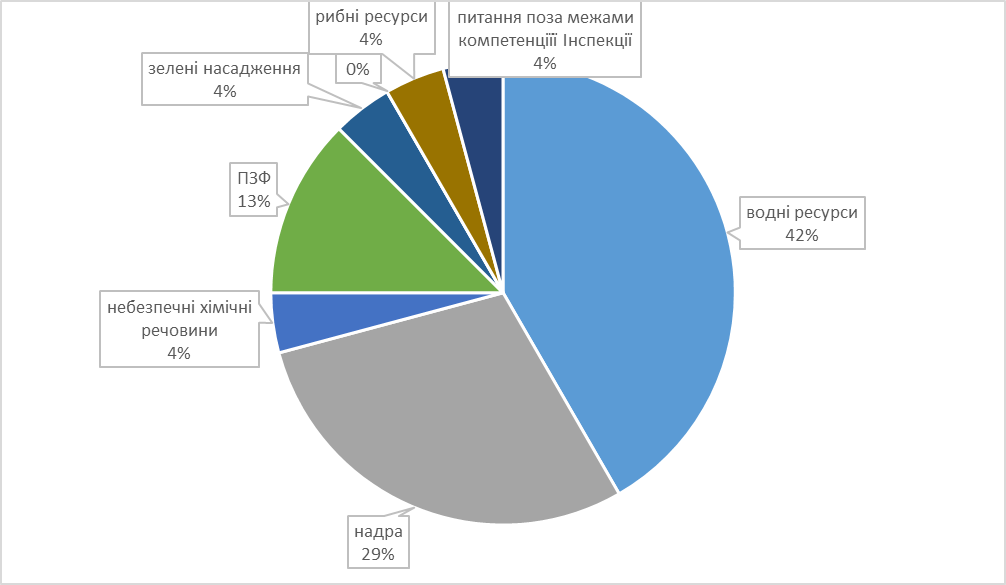 рибні ресурси
4%
питання поза межами
компетенціїї Інспекції
4%
зелені насадження
4%
0%
ПЗФ
13%
водні ресурси
42%
небезпечні хімічні
речовини
4%
надра
29%